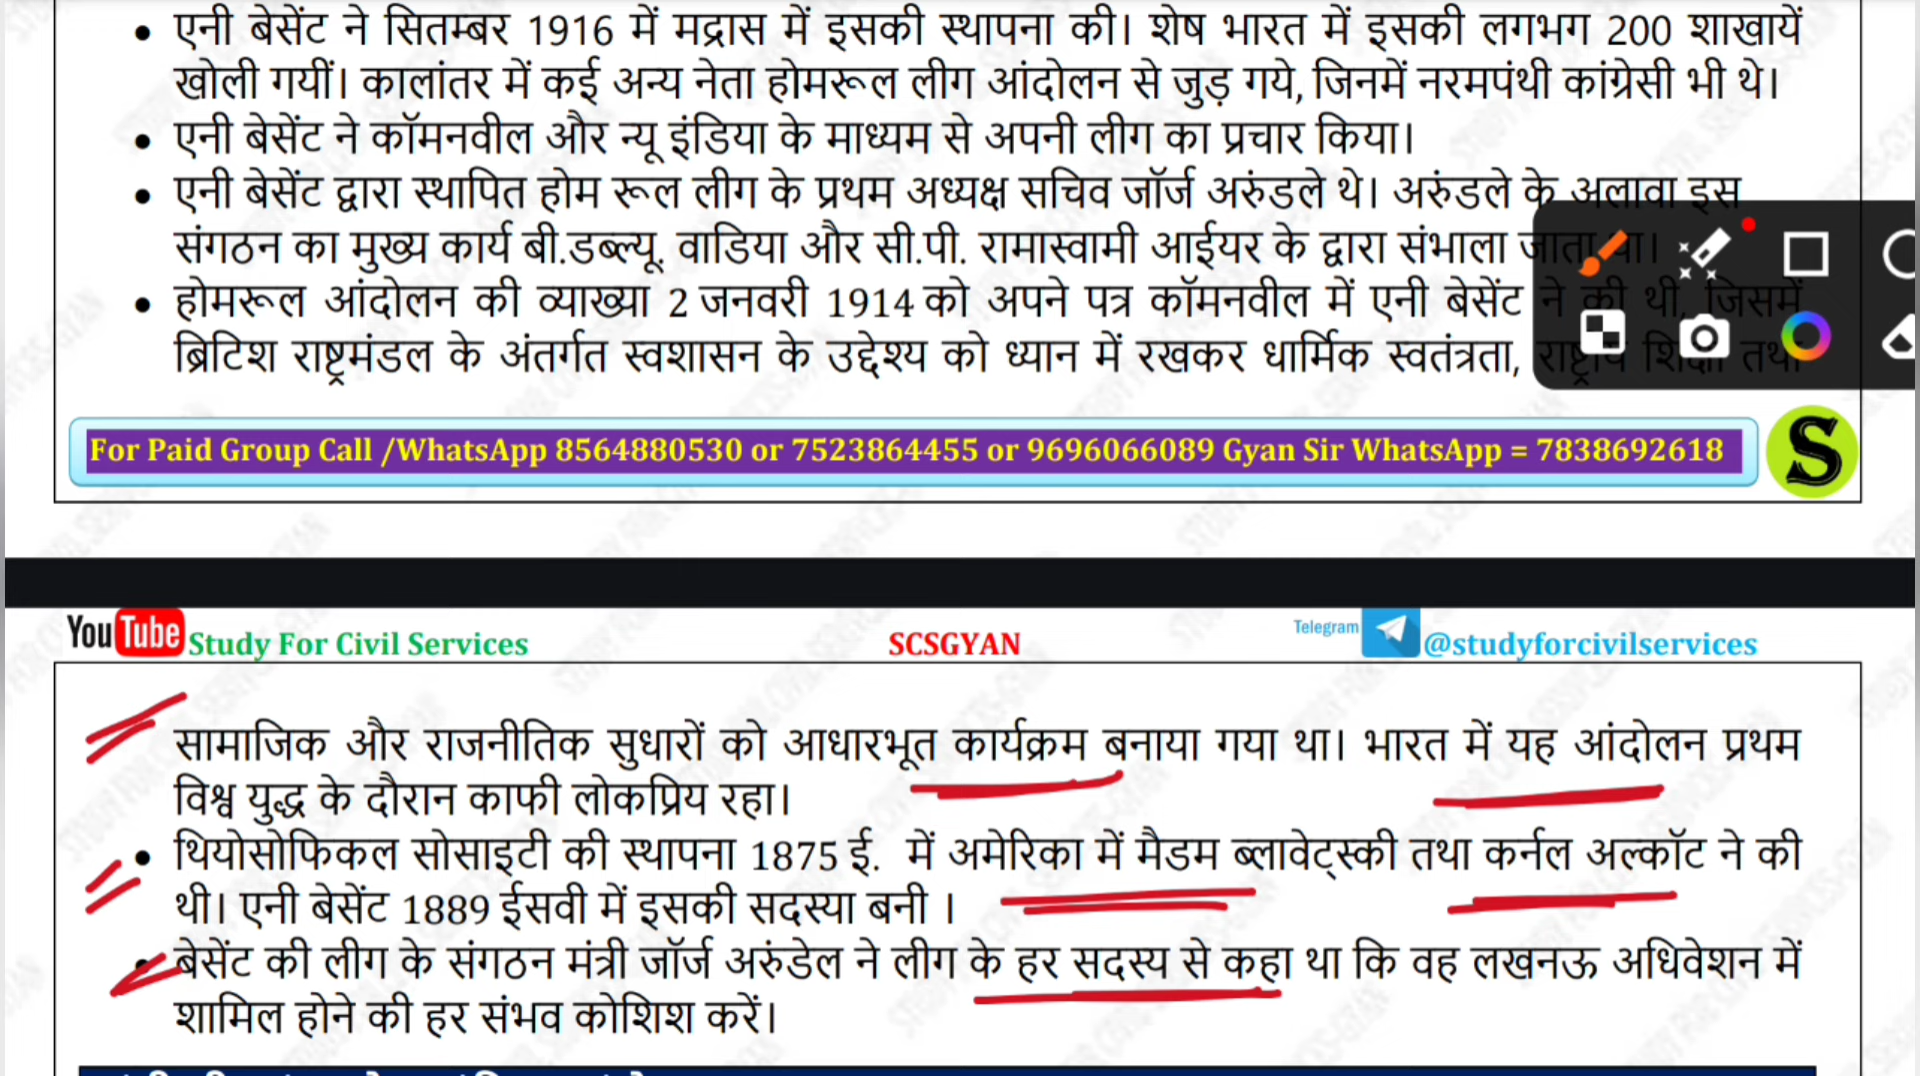 • एनी बेसेंट ने सितम्बर 1916 में मद्रास में इसकी स्थापना की। शेष भारत में इसकी लगभग 200 शाखायें
खोली गयीं। कालांतर में कई अन्य नेता होमरूल लीग आंदोलन से जुड़ गये, जिनमें नरमपंथी कांग्रेसी भी थे।
• एनी बेसेंट ने कॉमनवील और न्यू इंडिया के माध्यम से अपनी लीग का प्रचार किया।
• एनी बेसेंट द्वारा स्थापित होम रूल लीग के प्रथम अध्यक्ष सचिव जॉर्ज अरुंडले थे। अरुंडले के अलावा इस
संगठन का मुख्य कार्य बी.डब्ल्यू. वाडिया और सी.पी. रामास्वामी आईयर के द्वारा संभाला जाता था।
• होमरूल आंदोलन की व्याख्या 2 जनवरी 1914 को अपने पत्र कॉमनवील में एनी बेसेंट ने की थी, जिसमें
ब्रिटिश राष्ट्रमंडल के अंतर्गत स्वशासन के उद्देश्य को ध्यान में रखकर धार्मिक स्वतंत्रता, राष्ट्रीय शिक्षा तथा
For Paid Group Call /WhatsApp 8564880530 or 7523864455 or 9696066089 Gyan Sir WhatsApp = 7838692618
S
YouTube Study For Civil Services SCSGYAN Telegram @studyforcivilservices
सामाजिक और राजनीतिक सुधारों को आधारभूत कार्यक्रम बनाया गया था। भारत में यह आंदोलन प्रथम
विश्व युद्ध के दौरान काफी लोकप्रिय रहा।
• थियोसोफिकल सोसाइटी की स्थापना 1875 ई. में अमेरिका में मैडम ब्लावेट्स्की तथा कर्नल अल्कॉट ने की
थी। एनी बेसेंट 1889 ईसवी में इसकी सदस्या बनी ।
• बेसेंट की लीग के संगठन मंत्री जॉर्ज अरुंडेल ने लीग के हर सदस्य से कहा था कि वह लखनऊ अधिवेशन में
शामिल होने की हर संभव कोशिश करें।